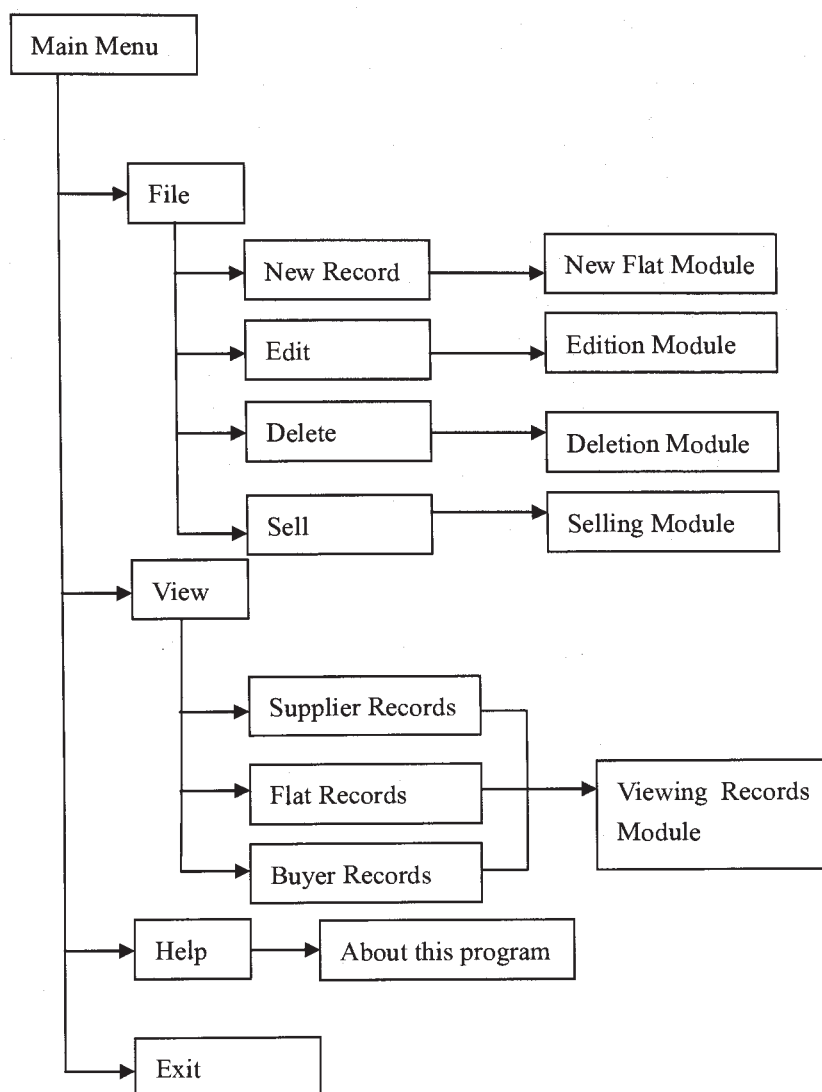 Main Menu
File
New Record
New Flat Module
Edit
Edition Module
Delete
Deletion Module
Sell
Selling Module
View
Supplier Records
Flat Records
Viewing Records
Module
Buyer Records
Help
About this program
Exit